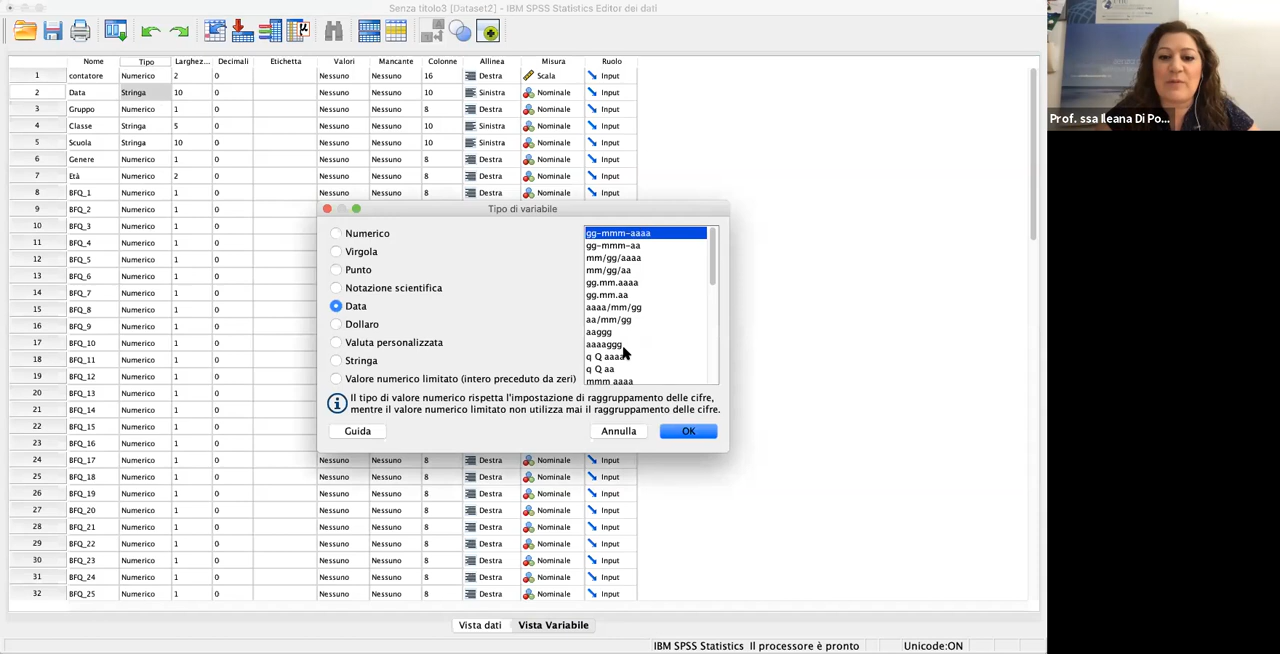 Senza titolo3 [Dataset2] - IBM SPSS Statistics Editor dei dati
Nome Tipo Larghez... Decimali Etichetta Valori Mancante Colonne Allinea Misura Ruolo
1 contatore Numerico 2 0 Nessuno Nessuno 16 Destra Scala Input
2 Data Stringa 10 0 Nessuno Nessuno 10 Sinistra Nominale Input
3 Gruppo Numerico 1 0 Nessuno Nessuno 8 Destra Nominale Input
4 Classe Stringa 5 0 Nessuno Nessuno 10 Sinistra Nominale Input
5 Scuola Stringa 10 0 Nessuno Nessuno 10 Sinistra Nominale Input
6 Genere Numerico 1 0 Nessuno Nessuno 8 Destra Nominale Input
7 Età Numerico 2 0 Nessuno Nessuno 8 Destra Nominale Input
8 BFQ_1 Numerico 1 0 Nessuno Nessuno 8 Destra Nominale Input
9 BFQ_2 Numerico 1 0
10 BFQ_3 Numerico 1 0
11 BFQ_4 Numerico 1 0
12 BFQ_5 Numerico 1 0
13 BFQ_6 Numerico 1 0
14 BFQ_7 Numerico 1 0
15 BFQ_8 Numerico 1 0
16 BFQ_9 Numerico 1 0
17 BFQ_10 Numerico 1 0
18 BFQ_11 Numerico 1 0
19 BFQ_12 Numerico 1 0
20 BFQ_13 Numerico 1 0
21 BFQ_14 Numerico 1 0
22 BFQ_15 Numerico 1 0
23 BFQ_16 Numerico 1 0
24 BFQ_17 Numerico 1 0 Nessuno Nessuno 8 Destra Nominale Input
25 BFQ_18 Numerico 1 0 Nessuno Nessuno 8 Destra Nominale Input
26 BFQ_19 Numerico 1 0 Nessuno Nessuno 8 Destra Nominale Input
27 BFQ_20 Numerico 1 0 Nessuno Nessuno 8 Destra Nominale Input
28 BFQ_21 Numerico 1 0 Nessuno Nessuno 8 Destra Nominale Input
29 BFQ_22 Numerico 1 0 Nessuno Nessuno 8 Destra Nominale Input
30 BFQ_23 Numerico 1 0 Nessuno Nessuno 8 Destra Nominale Input
31 BFQ_24 Numerico 1 0 Nessuno Nessuno 8 Destra Nominale Input
32 BFQ_25 Numerico 1 0 Nessuno Nessuno 8 Destra Nominale Input
Tipo di variabile
Numerico
Virgola
Punto
Notazione scientifica
Data
Dollaro
Valuta personalizzata
Stringa
Valore numerico limitato (intero preceduto da zeri)
gg-mmm-aaaa
gg-mmm-aa
mm/gg/aaaa
mm/gg/aa
gg.mm.aaaa
gg.mm.aa
aaaa/mm/gg
aa/mm/gg
aaggg
aaaaggg
q Q aaaa
q Q aa
mmm aaaa
Il tipo di valore numerico rispetta l'impostazione di raggruppamento delle cifre,
mentre il valore numerico limitato non utilizza mai il raggruppamento delle cifre.
Guida
Annulla
OK
Vista dati
Vista Variabile
IBM SPSS Statistics Il processore è pronto
Unicode:ON
Prof. ssa Ileana Di Po...